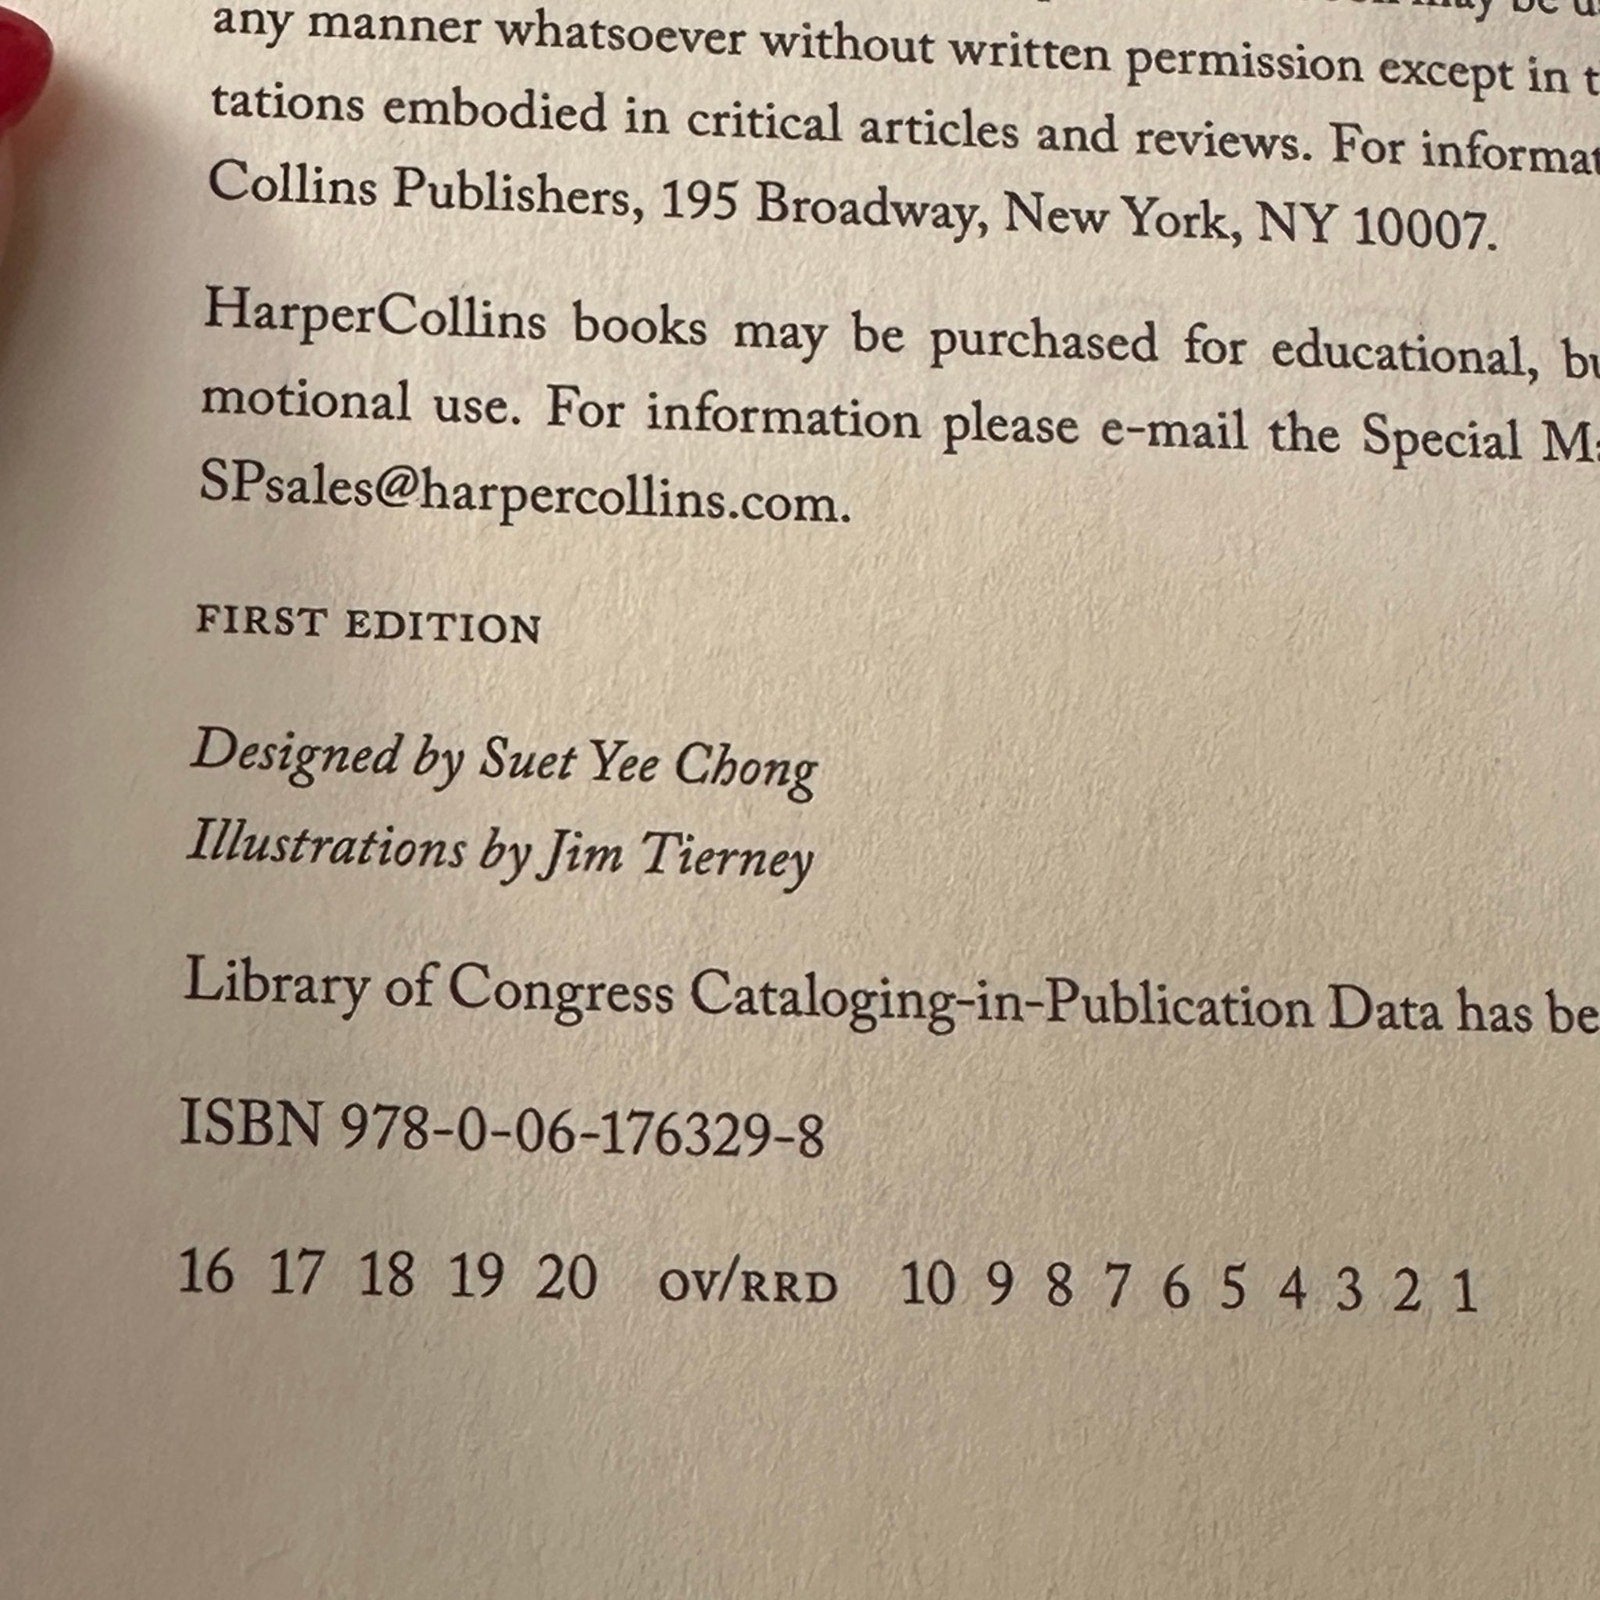 any manner whatsoever without written permission except in
tations embodied in critical articles and reviews. For informat
Collins Publishers, 195 Broadway, New York, NY 10007.
HarperCollins books may be purchased for educational, bu
motional use. For information please e-mail the Special
SPsales@harpercollins.com.
FIRST EDITION
Designed by Suet Yee Chong
Illustrations by Jim Tierney
Library of Congress Cataloging-in-Publication Data has be
ISBN 978-0-06-176329-8
16 17 18 19 20 OV/RRD 10 9 8 7 6 5 4 3 2 1